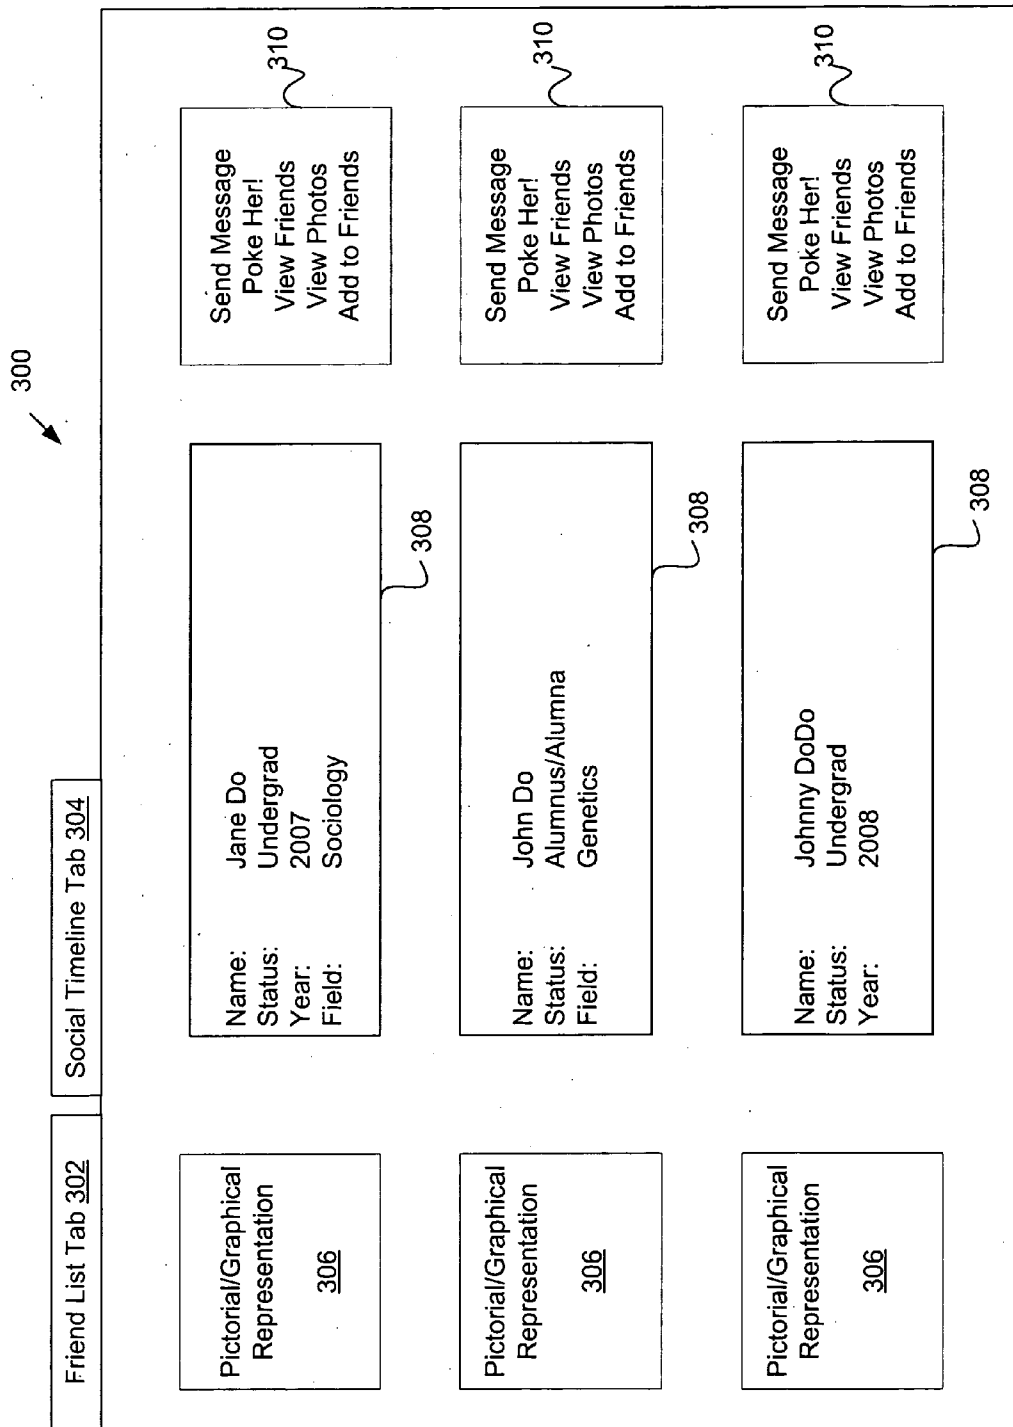 300
Friend List Tab 302
Social Timeline Tab 304
Pictorial/Graphical
Representation
306
Name: Jane Do
Status: Undergrad
Year: 2007
Field: Sociology
308
Send Message
Poke Her!
View Friends
View Photos
Add to Friends
310
Pictorial/Graphical
Representation
306
Name: John Do
Status: Alumnus/Alumna
Field: Genetics
308
Send Message
Poke Her!
View Friends
View Photos
Add to Friends
310
Pictorial/Graphical
Representation
306
Name: Johnny DoDo
Status: Undergrad
Year: 2008
308
Send Message
Poke Her!
View Friends
View Photos
Add to Friends
310